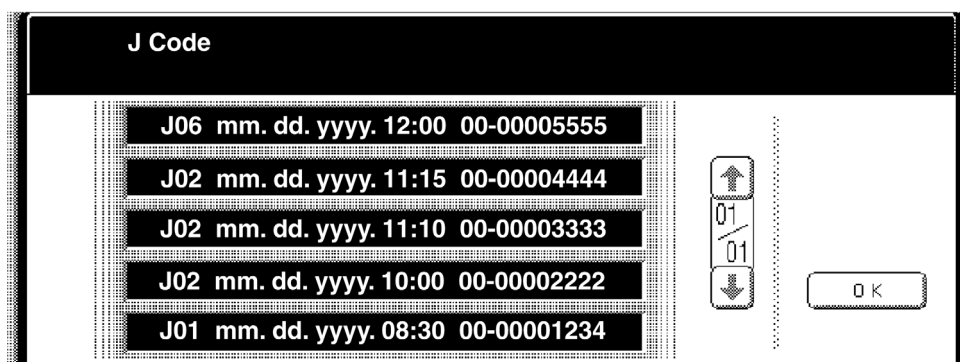 J Code
J06 mm. dd. yyyy. 12:00 00-00005555
J02 mm. dd. yyyy. 11:15 00-00004444
J02 mm. dd. yyyy. 11:10 00-00003333
J02 mm. dd. yyyy. 10:00 00-00002222
J01 mm. dd. yyyy. 08:30 00-00001234
01/01
OK